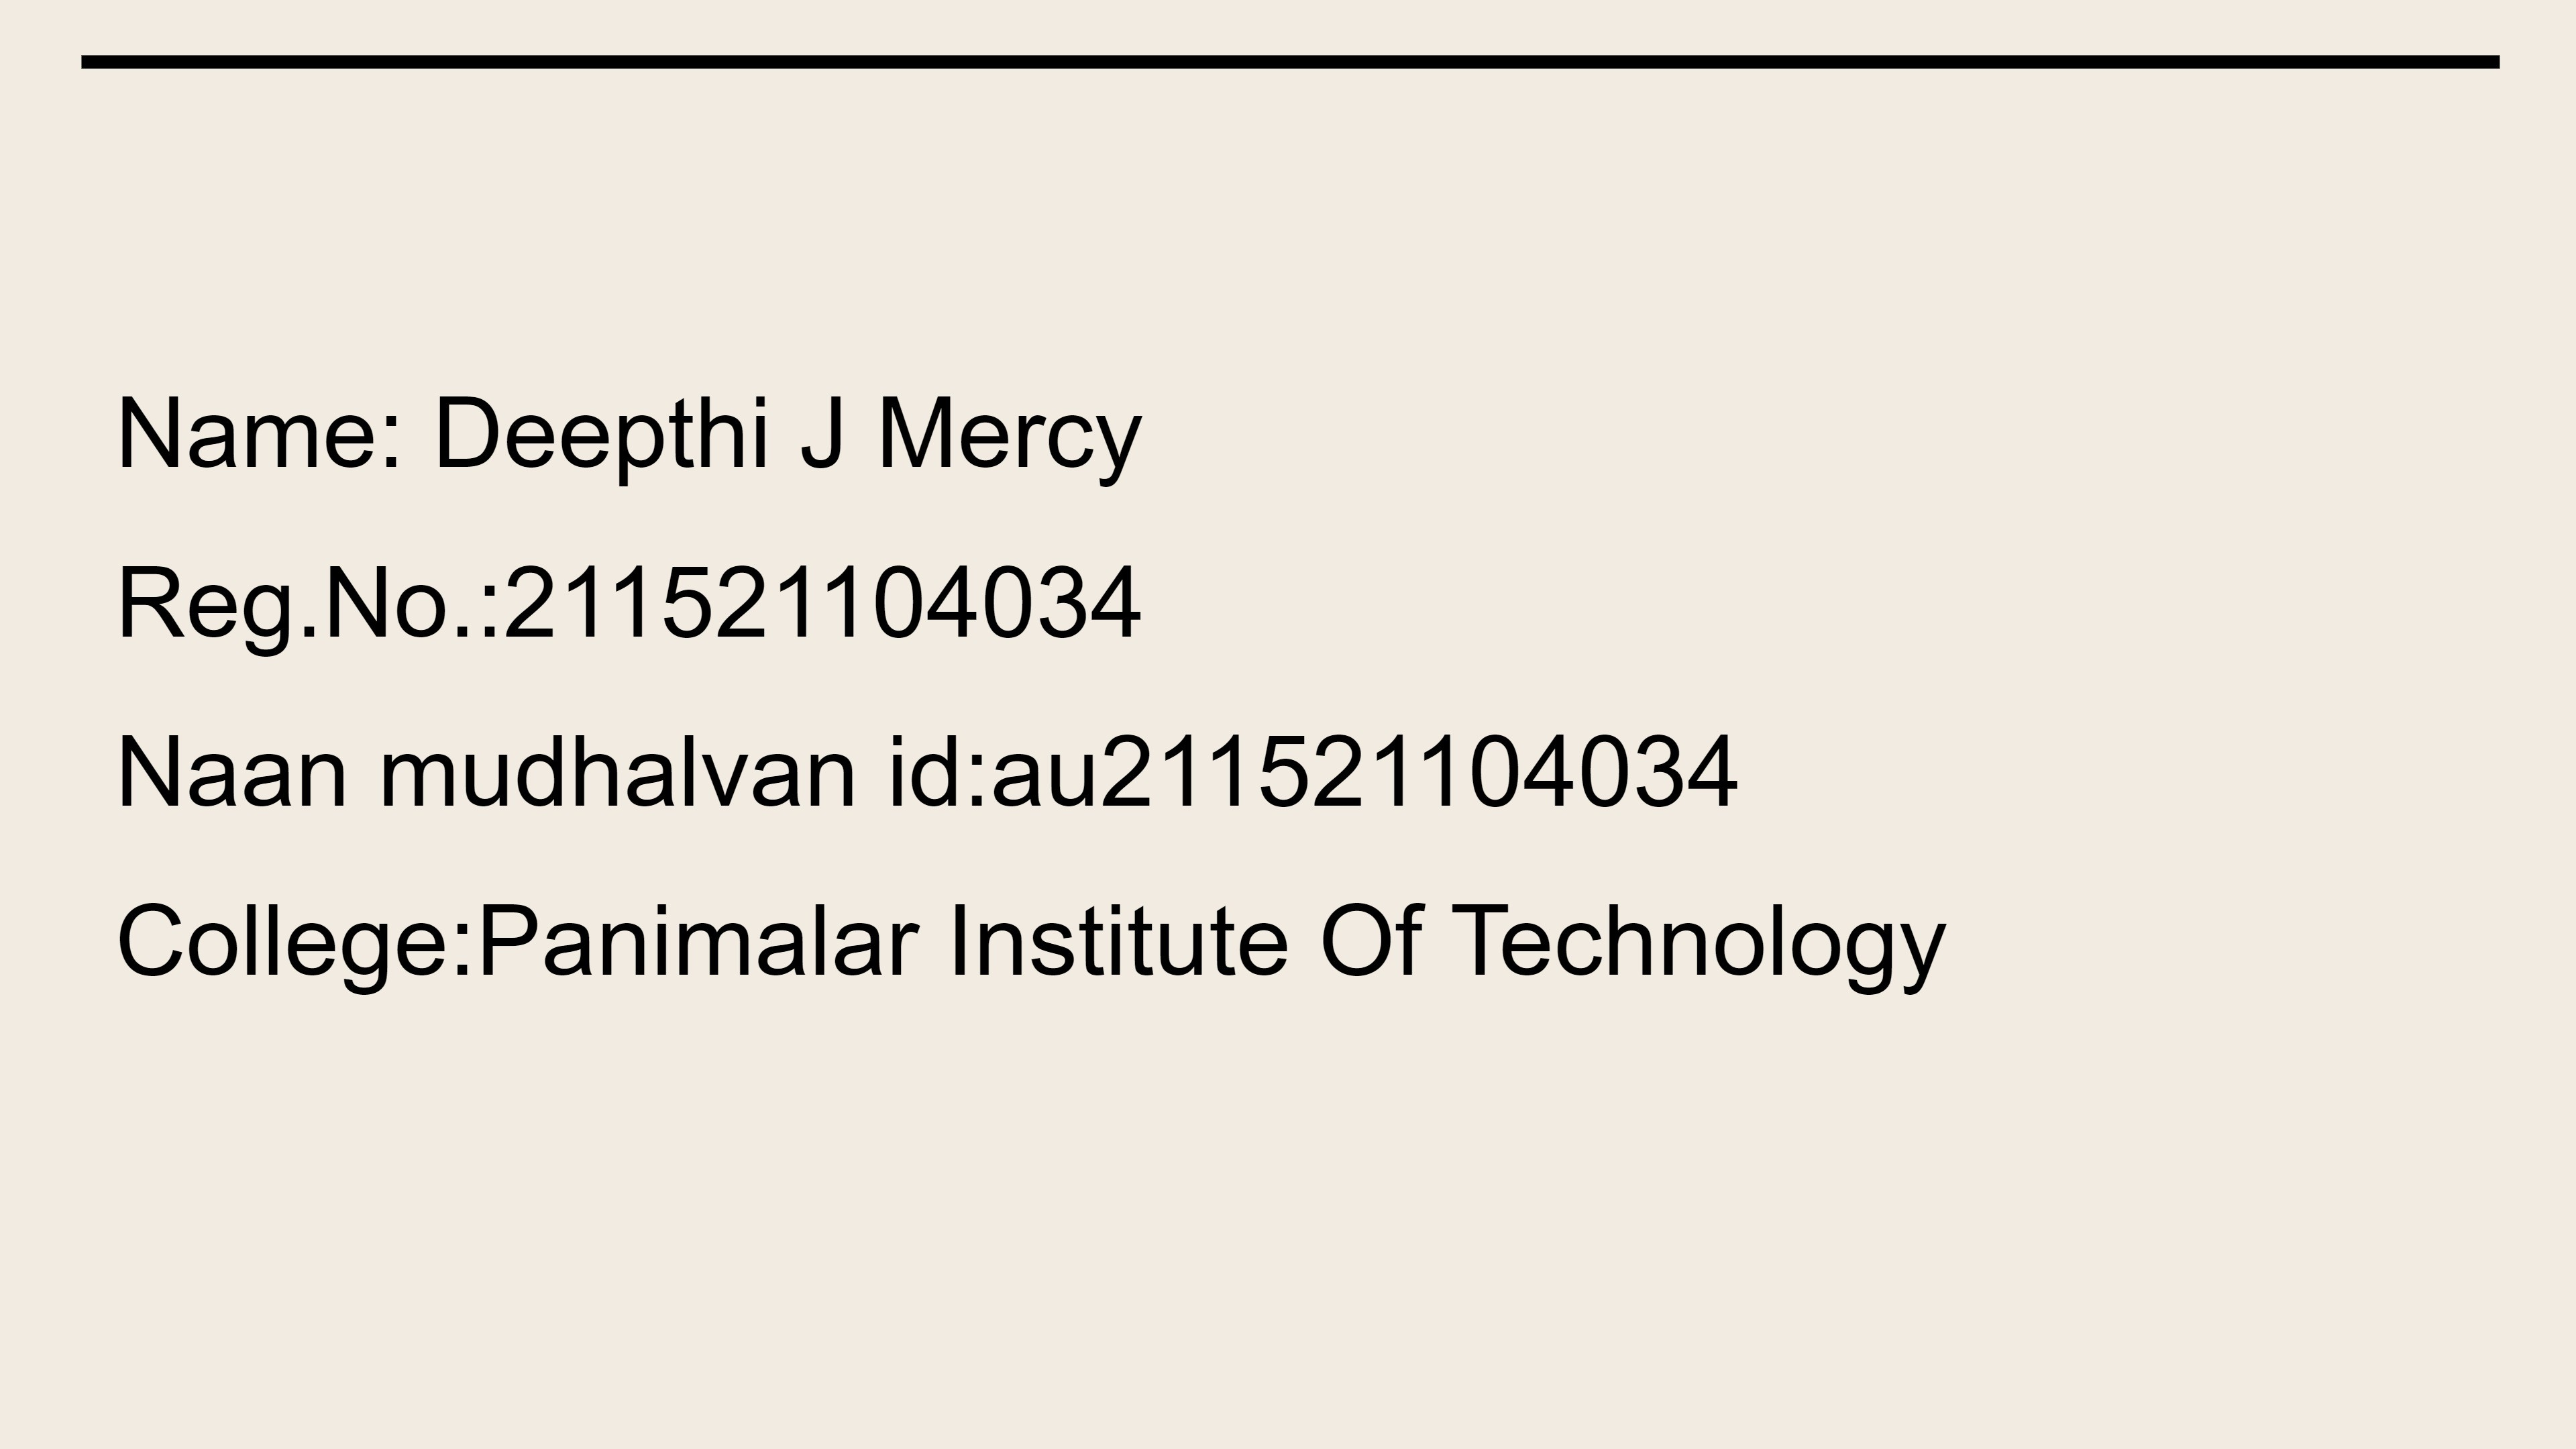 Name: Deepthi J Mercy
Reg.No.:211521104034
Naan mudhalvan id:au211521104034
College:Panimalar Institute Of Technology